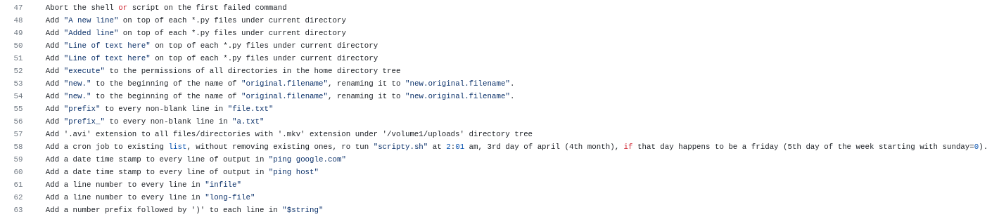 47 Abort the shell or script on the first failed command
48 Add "A new line" on top of each *.py files under current directory
49 Add "Added line" on top of each *.py files under current directory
50 Add "Line of text here" on top of each *.py files under current directory
51 Add "Line of text here" on top of each *.py files under current directory
52 Add "execute" to the permissions of all directories in the home directory tree
53 Add "new." to the beginning of the name of "original.filename", renaming it to "new.original.filename".
54 Add "new." to the beginning of the name of "original.filename", renaming it to "new.original.filename".
55 Add "prefix" to every non-blank line in "file.txt"
56 Add "prefix_" to every non-blank line in "a.txt"
57 Add '.avi' extension to all files/directories with '.mkv' extension under '/volume1/uploads' directory tree
58 Add a cron job to existing list, without removing existing ones, ro tun "scripty.sh" at 2:01 am, 3rd day of april (4th month), if that day happens to be a friday (5th day of the week starting with sunday=0).
59 Add a date time stamp to every line of output in "ping google.com"
60 Add a date time stamp to every line of output in "ping host"
61 Add a line number to every line in "infile"
62 Add a line number to every line in "long-file"
63 Add a number prefix followed by ')' to each line in "$string"